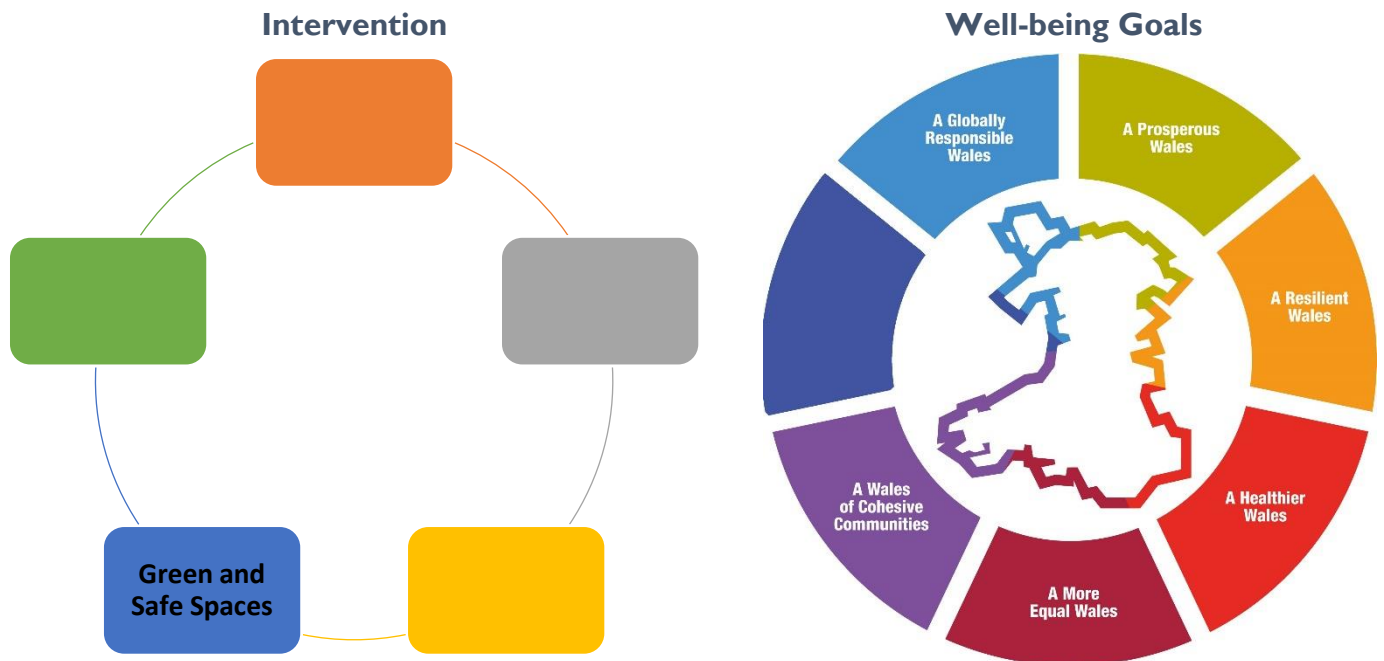 Intervention
Green and
Safe Spaces
Well-being Goals
A Globally
Responsible
Wales
A Prosperous
Wales
A Resilient
Wales
A Healthier
Wales
A More
Equal Wales
A Wales
of Cohesive
Communities